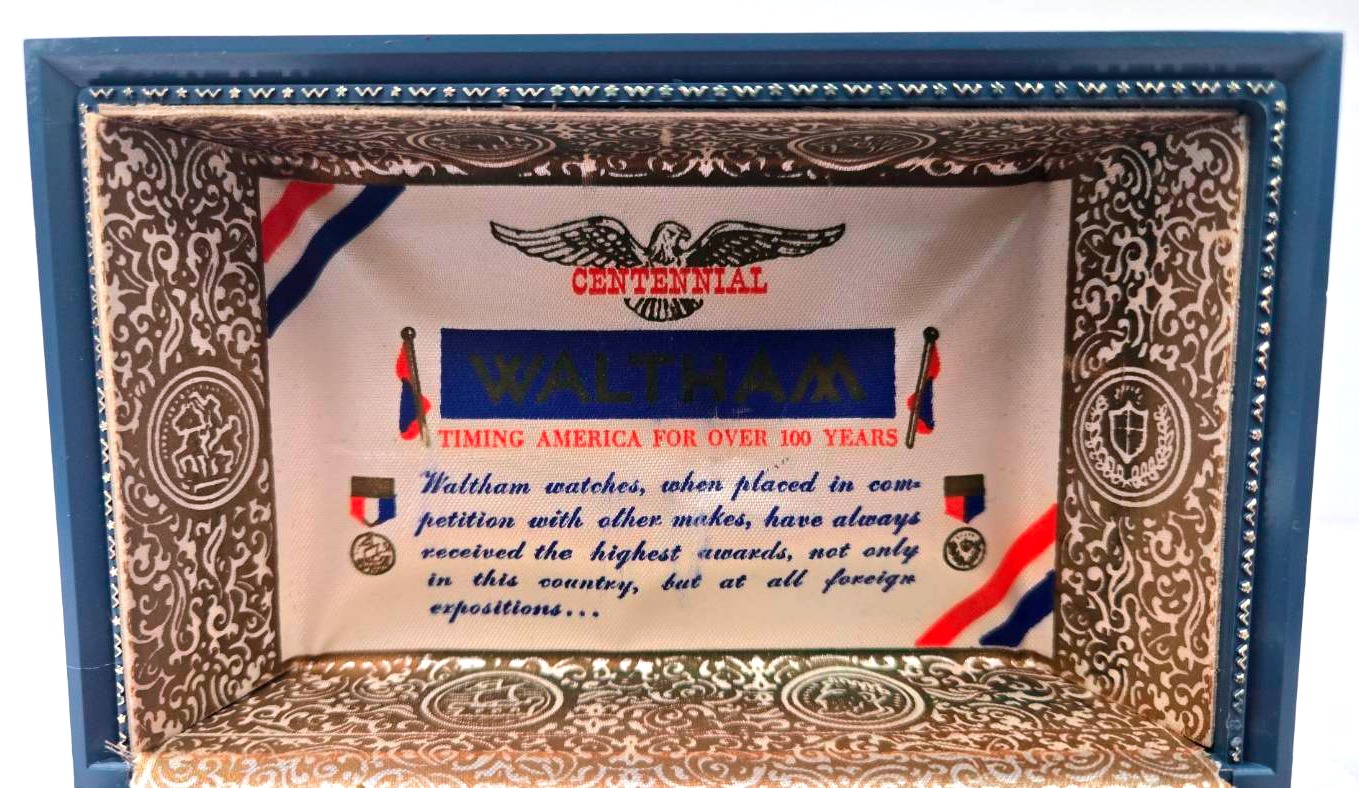 CENTENNIAL
WALTHAM
TIMING AMERICA FOR OVER 100 YEARS
Waltham watches, when placed in com-
petition with other makes, have always
received the highest awards, not only
in this country, but at all foreign
expositions...